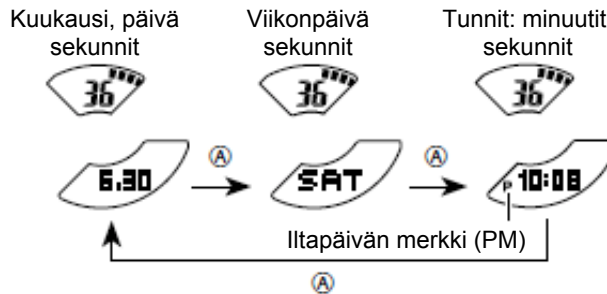 Kuukausi, päivä
sekunnit
Viikonpäivä
sekunnit
Tunnit: minuutit
sekunnit
36
36
36
6.30
Ⓐ
SAT
Ⓐ
P 10:08
Iltapäivän merkki (PM)
Ⓐ